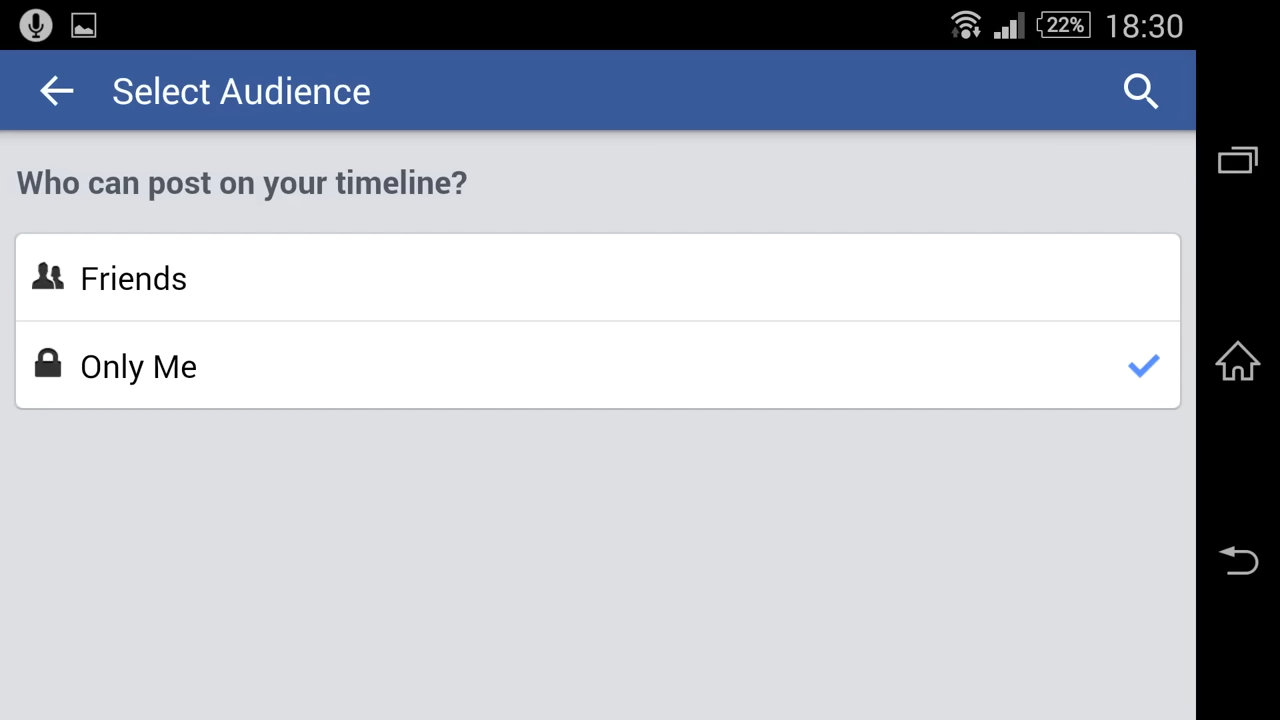 22% 18:30
Select Audience
Who can post on your timeline?
Friends
Only Me